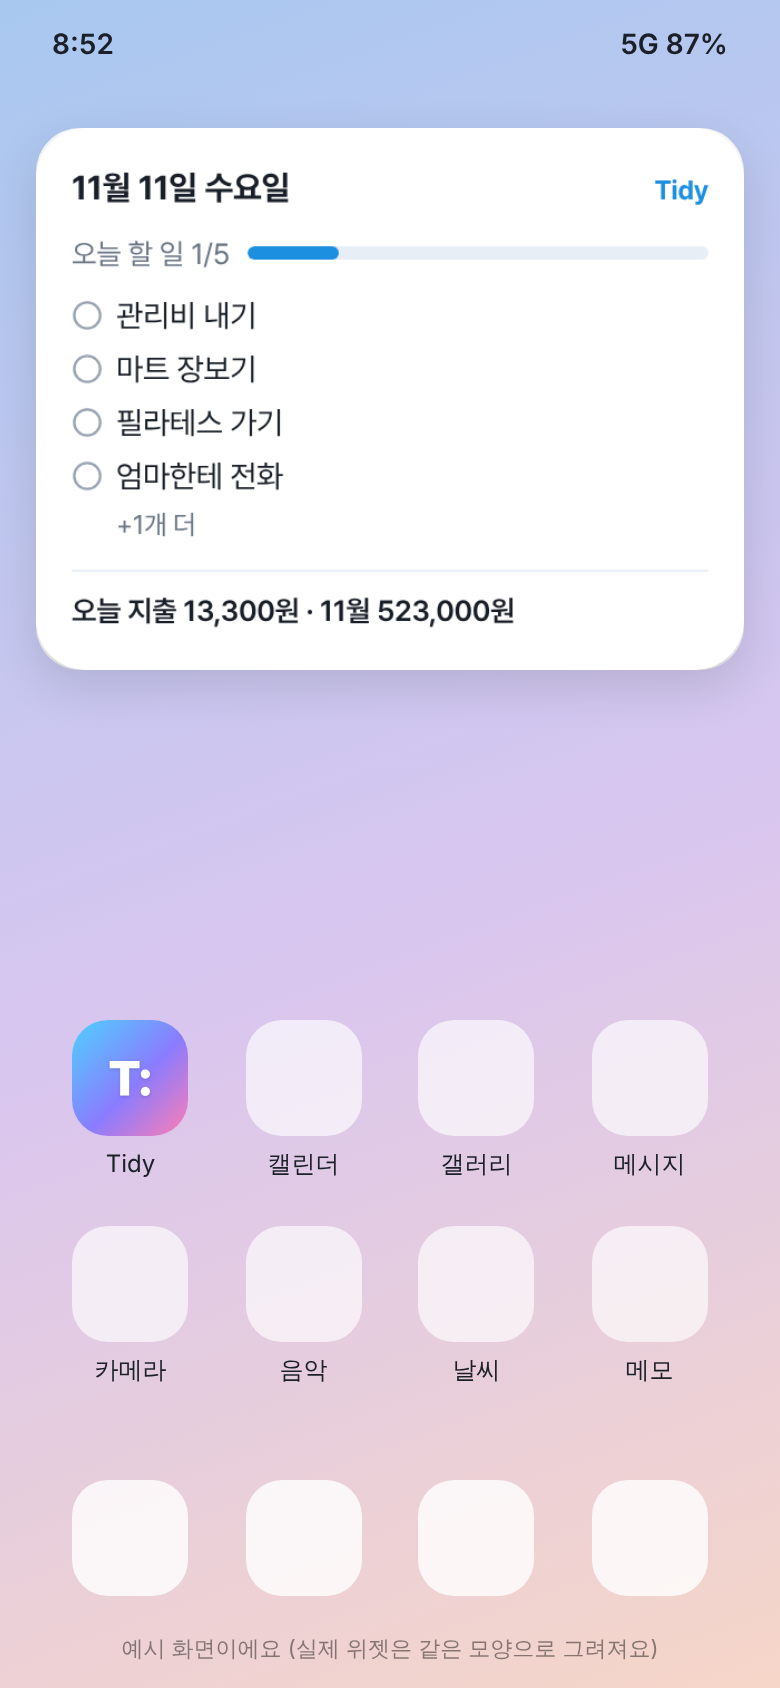 8:52 5G 87%
11월 11일 수요일 Tidy
오늘 할 일 1/5
관리비 내기
마트 장보기
필라테스 가기
엄마한테 전화
+1개 더
오늘 지출 13,300원 · 11월 523,000원
T:
Tidy 캘린더 갤러리 메시지
카메라 음악 날씨 메모
예시 화면이에요 (실제 위젯은 같은 모양으로 그려져요)